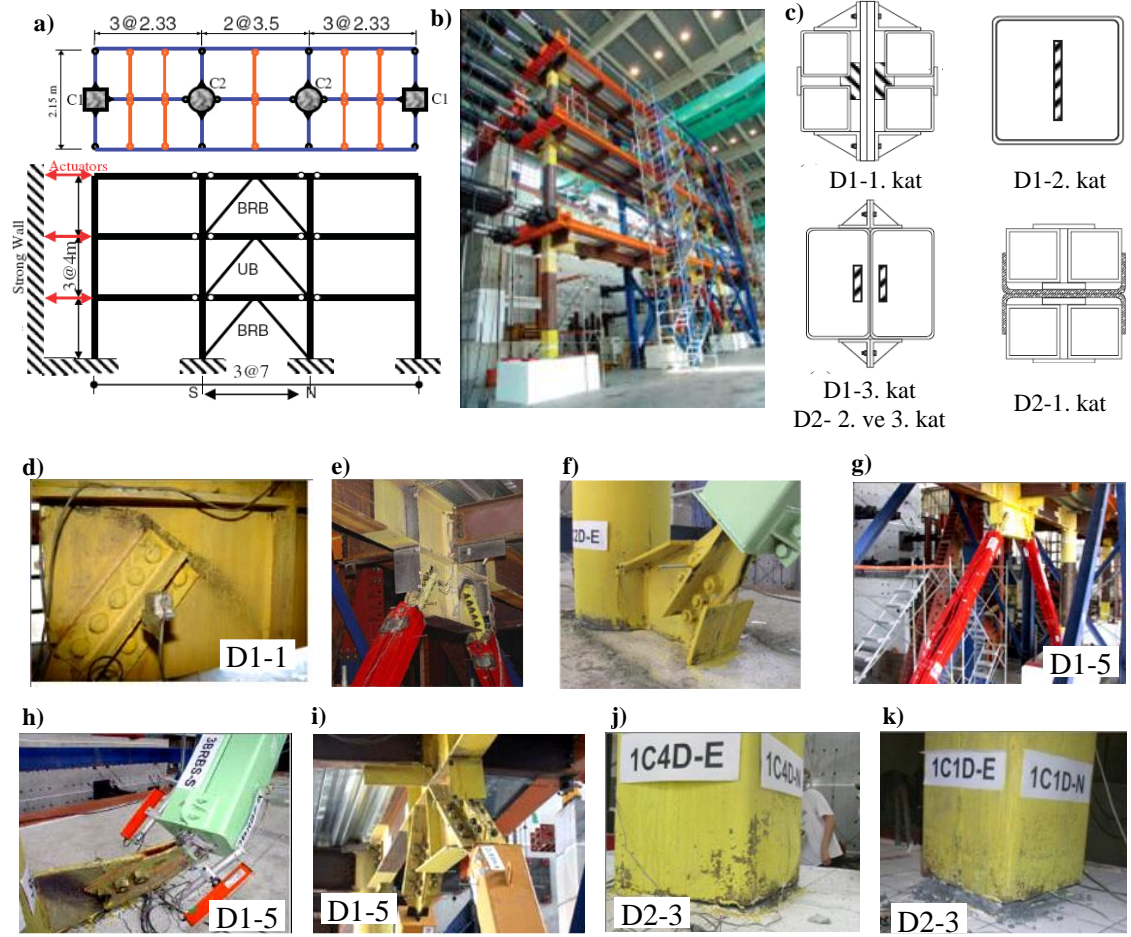 a)
3@2.33 2@3.5 3@2.33
C2 C2
C1 C1
2.15 m
Actuators
BRB
UB
BRB
Strong Wall
3@4m
3@7
S N
b)
c)
D1-1. kat
D1-2. kat
D1-3. kat
D2- 2. ve 3. kat
D2-1. kat
d)
D1-1
e)
f)
2D-E
g)
D1-5
h)
3BRBS-S
D1-5
i)
D1-5
j)
1C4D-E
1C4D-N
D2-3
k)
1C1D-E
1C1D-N
D2-3